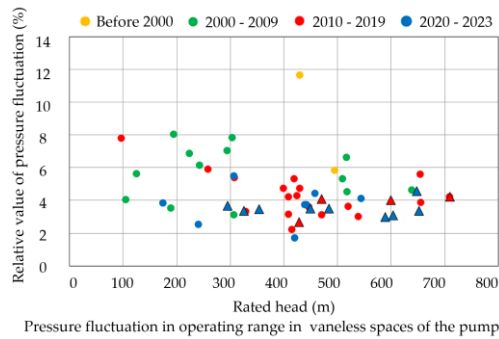 Before 2000 2000 - 2009 2010 - 2019 2020 - 2023
Relative value of pressure fluctuation (%)
14
12
10
8
6
4
2
0
0 100 200 300 400 500 600 700 800
Rated head (m)
Pressure fluctuation in operating range in vaneless spaces of the pump